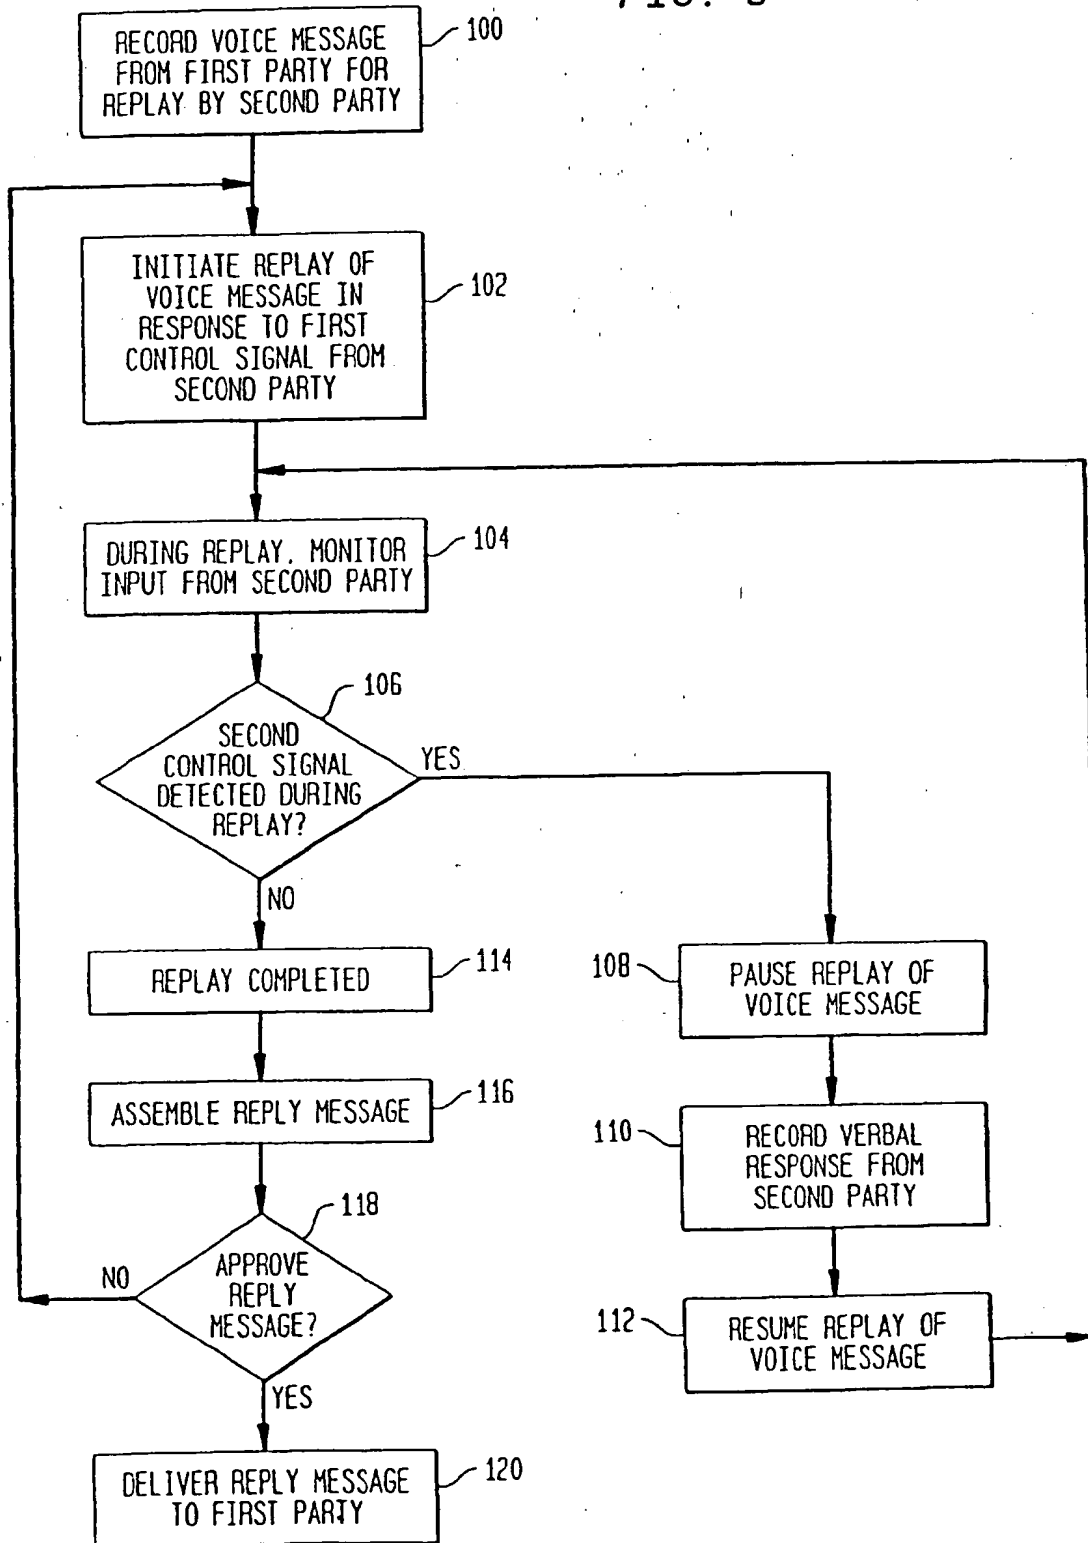 FIG.
RECORD VOICE MESSAGE
FROM FIRST PARTY FOR
REPLAY BY SECOND PARTY
100
INITIATE REPLAY OF
VOICE MESSAGE IN
RESPONSE TO FIRST
CONTROL SIGNAL FROM
SECOND PARTY
102
DURING REPLAY, MONITOR
INPUT FROM SECOND PARTY
104
106
SECOND
CONTROL SIGNAL
DETECTED DURING
REPLAY?
YES
NO
REPLAY COMPLETED
114
108
PAUSE REPLAY OF
VOICE MESSAGE
ASSEMBLE REPLY MESSAGE
116
110
RECORD VERBAL
RESPONSE FROM
SECOND PARTY
118
APPROVE
REPLY
MESSAGE?
NO
YES
112
RESUME REPLAY OF
VOICE MESSAGE
DELIVER REPLY MESSAGE
TO FIRST PARTY
120